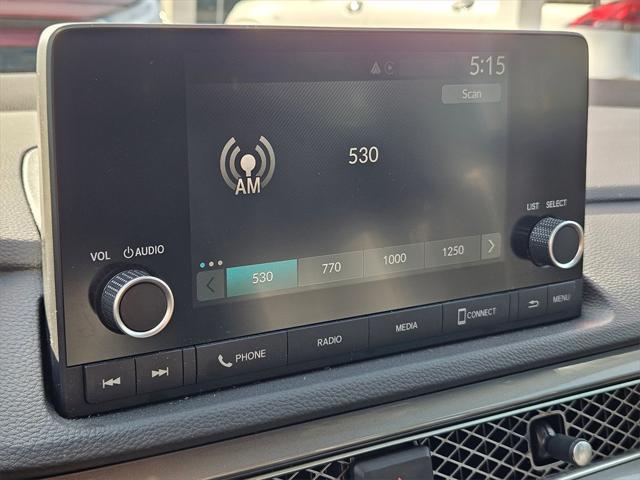 5:15
Scan
530
AM
LIST SELECT
VOL AUDIO
530 770 1000 1250
PHONE RADIO MEDIA CONNECT MENU